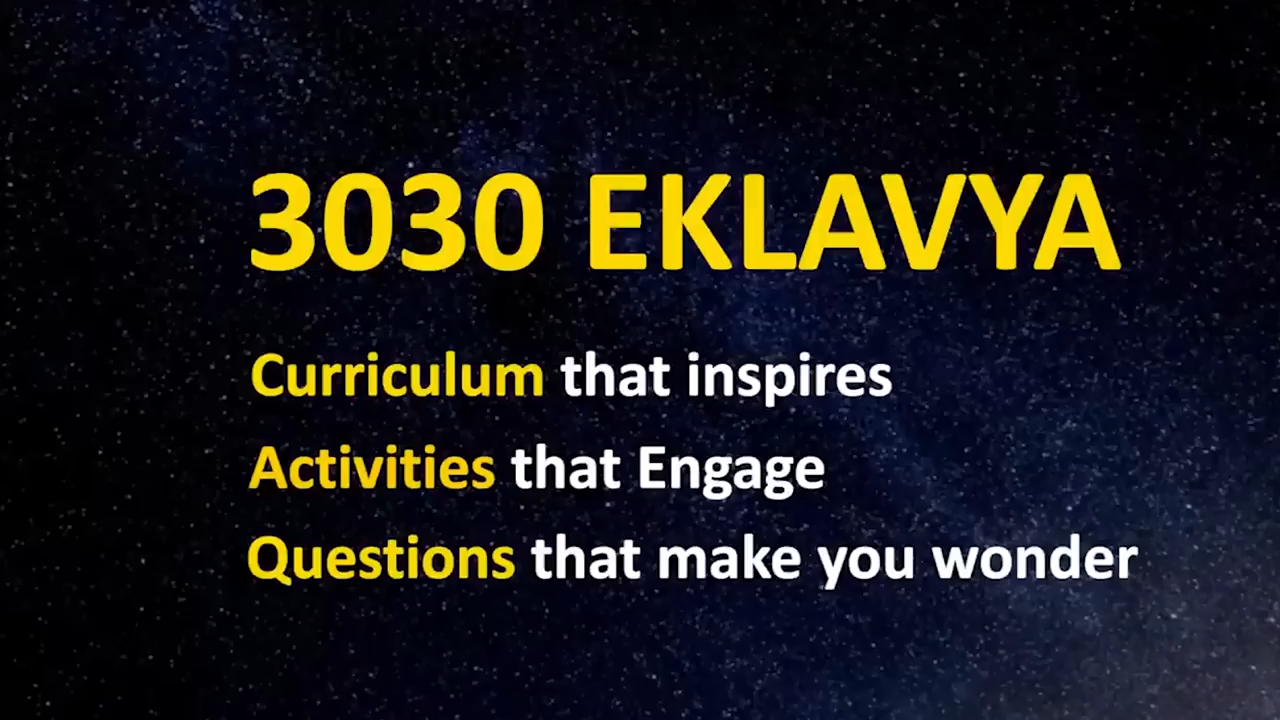 3030 EKLAVYA
Curriculum that inspires
Activities that Engage
Questions that make you wonder